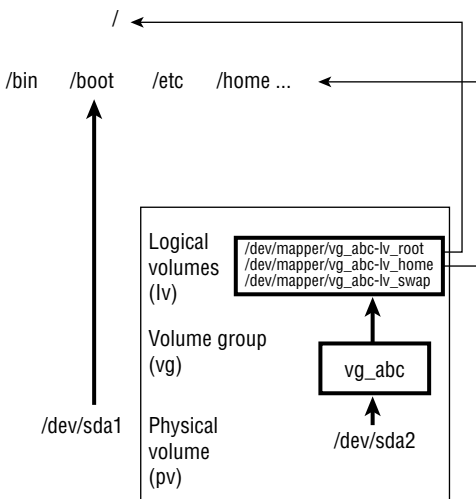 /
/bin /boot /etc /home ...
Logical
volumes
(lv)
/dev/mapper/vg_abc-lv_root
/dev/mapper/vg_abc-lv_home
/dev/mapper/vg_abc-lv_swap
Volume group
(vg)
vg_abc
/dev/sda1
Physical
volume
(pv)
/dev/sda2